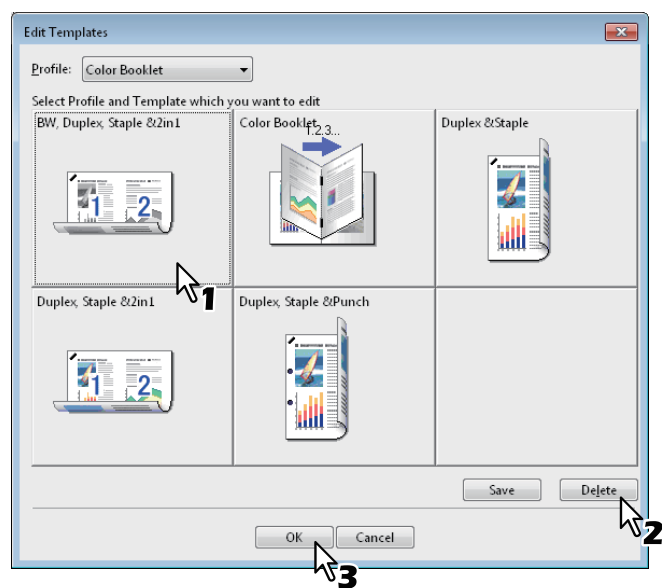 Edit Templates
Profile: Color Booklet
Select Profile and Template which you want to edit
BW, Duplex, Staple &2in1
Color Booklet
Duplex &Staple
1.2.3...
1 2
1
Duplex, Staple &2in1
Duplex, Staple &Punch
1 2
Save
Delete
2
OK
Cancel
3